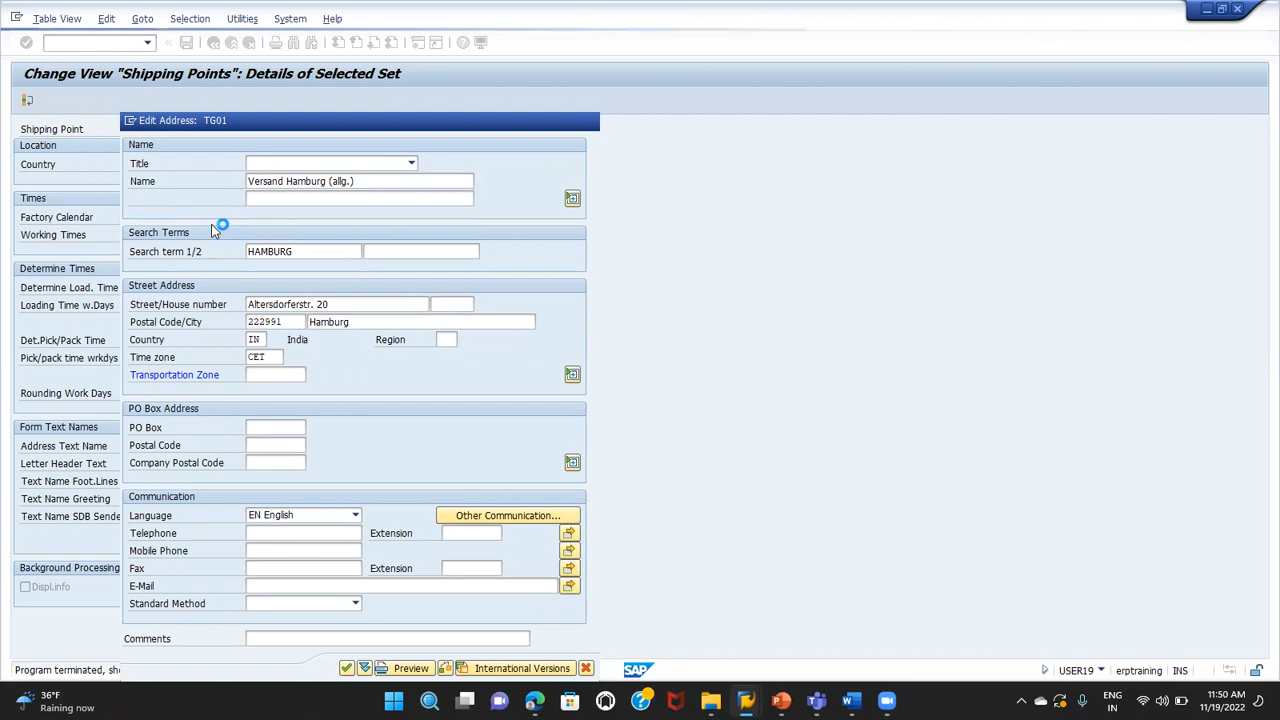 Table View Edit Goto Selection Utilities System Help
Change View "Shipping Points": Details of Selected Set
Shipping Point
Location
Country
Times
Factory Calendar
Working Times
Determine Times
Determine Load. Time
Loading Time w.Days
Det.Pick/Pack Time
Pick/pack time wrkdys
Rounding Work Days
Form Text Names
Address Text Name
Letter Header Text
Text Name Foot.Lines
Text Name Greeting
Text Name SDB Sende
Background Processing
Displ.info
Edit Address: TG01
Name
Title
Name Versand Hamburg (allg.)
Search Terms
Search term 1/2 HAMBURG
Street Address
Street/House number Altersdorferstr. 20
Postal Code/City 222991 Hamburg
Country IN India Region
Time zone CET
Transportation Zone
PO Box Address
PO Box
Postal Code
Company Postal Code
Communication
Language EN English Other Communication...
Telephone Extension
Mobile Phone
Fax Extension
E-Mail
Standard Method
Comments
Preview International Versions
Program terminated, she SAP USER19 erptraining INS
36°F
Raining now
ENG
IN
11:50 AM
11/19/2022